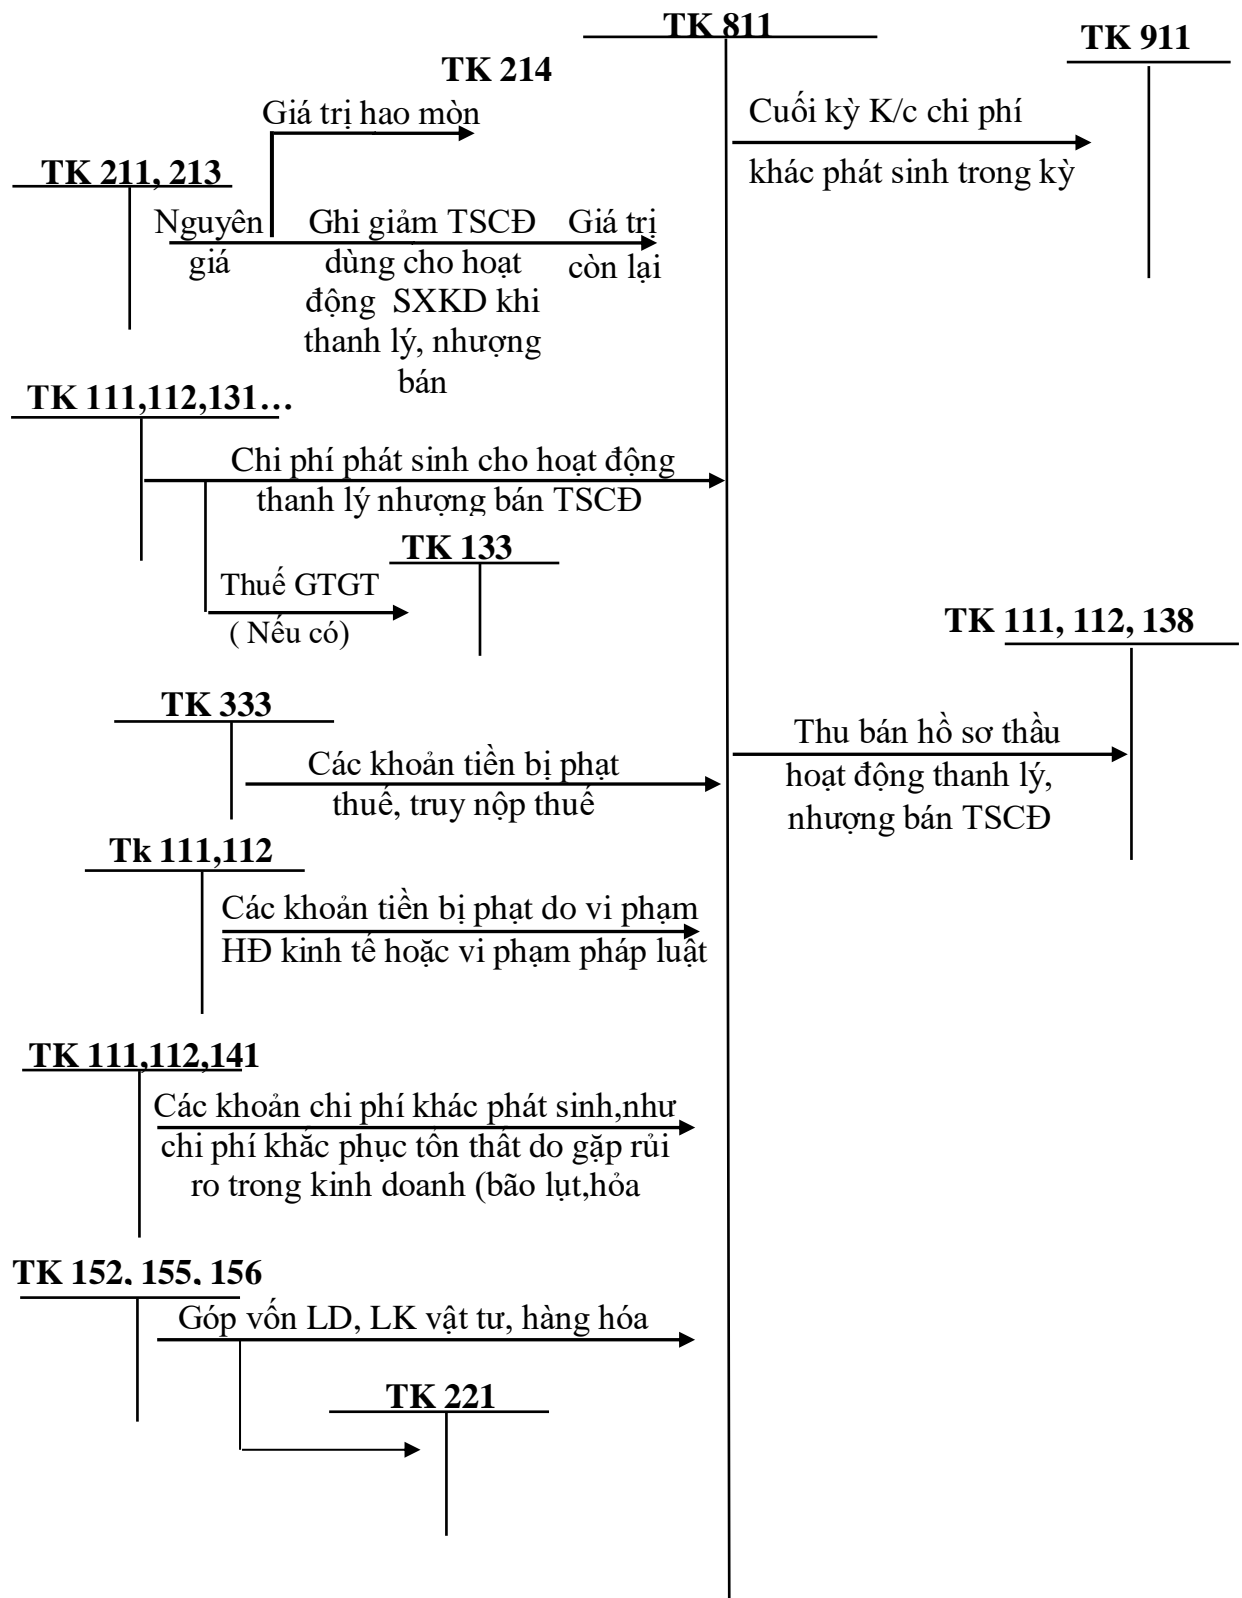 TK 811
TK 911
TK 214
Giá trị hao mòn
Cuối kỳ K/c chi phí
khác phát sinh trong kỳ
TK 211, 213
Nguyên
giá
Ghi giảm TSCĐ
dùng cho hoạt
động SXKD khi
thanh lý, nhượng
bán
Giá trị
còn lại
TK 111,112,131…
Chi phí phát sinh cho hoạt động
thanh lý nhượng bán TSCĐ
TK 133
Thuế GTGT
( Nếu có)
TK 111, 112, 138
TK 333
Các khoản tiền bị phạt
thuế, truy nộp thuế
Thu bán hồ sơ thầu
hoạt động thanh lý,
nhượng bán TSCĐ
Tk 111,112
Các khoản tiền bị phạt do vi phạm
HĐ kinh tế hoặc vi phạm pháp luật
TK 111,112,141
Các khoản chi phí khác phát sinh,như
chi phí khắc phục tổn thất do gặp rủi
ro trong kinh doanh (bão lụt,hỏa
TK 152, 155, 156
Góp vốn LD, LK vật tư, hàng hóa
TK 221